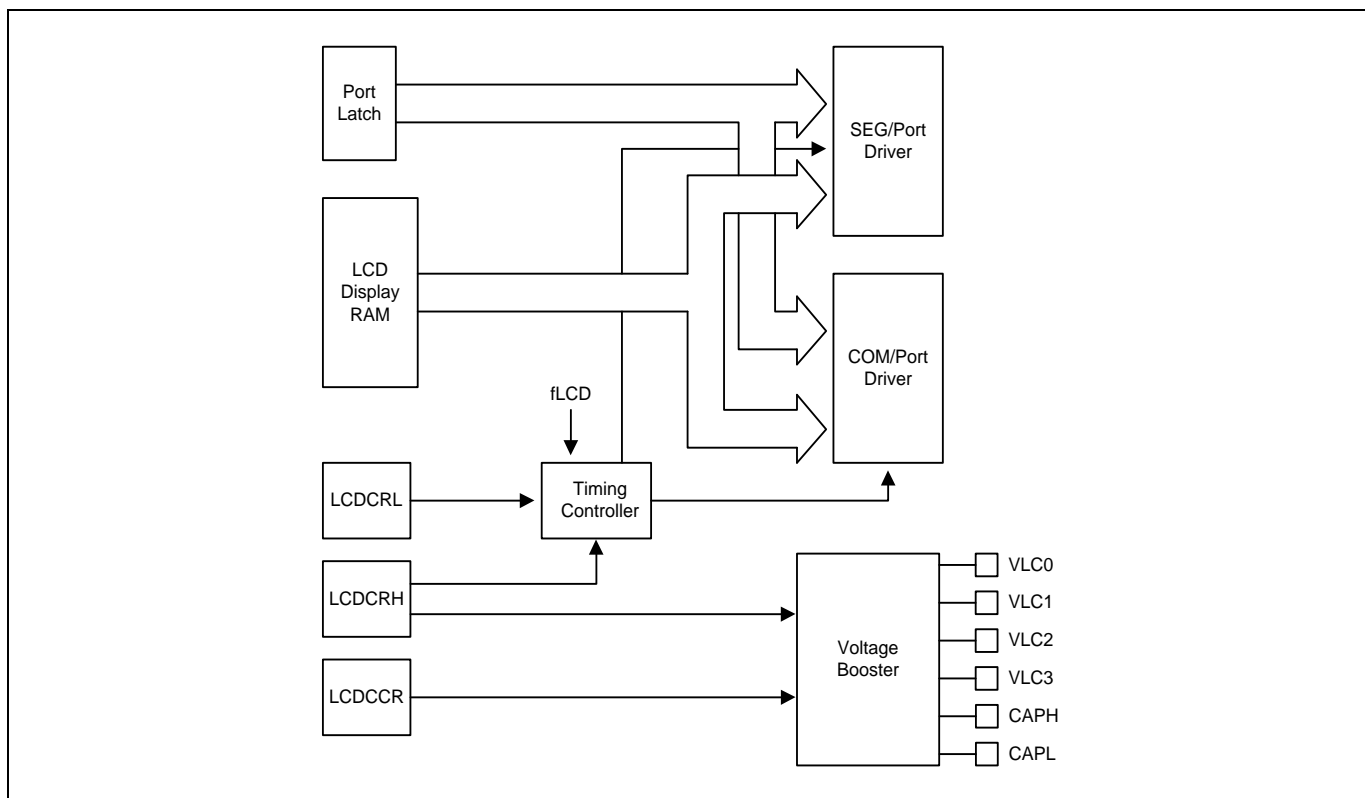 Port
Latch
SEG/Port
Driver
LCD
Display
RAM
COM/Port
Driver
fLCD
LCDCRL
Timing
Controller
LCDCRH
LCDCCR
Voltage
Booster
VLC0
VLC1
VLC2
VLC3
CAPH
CAPL